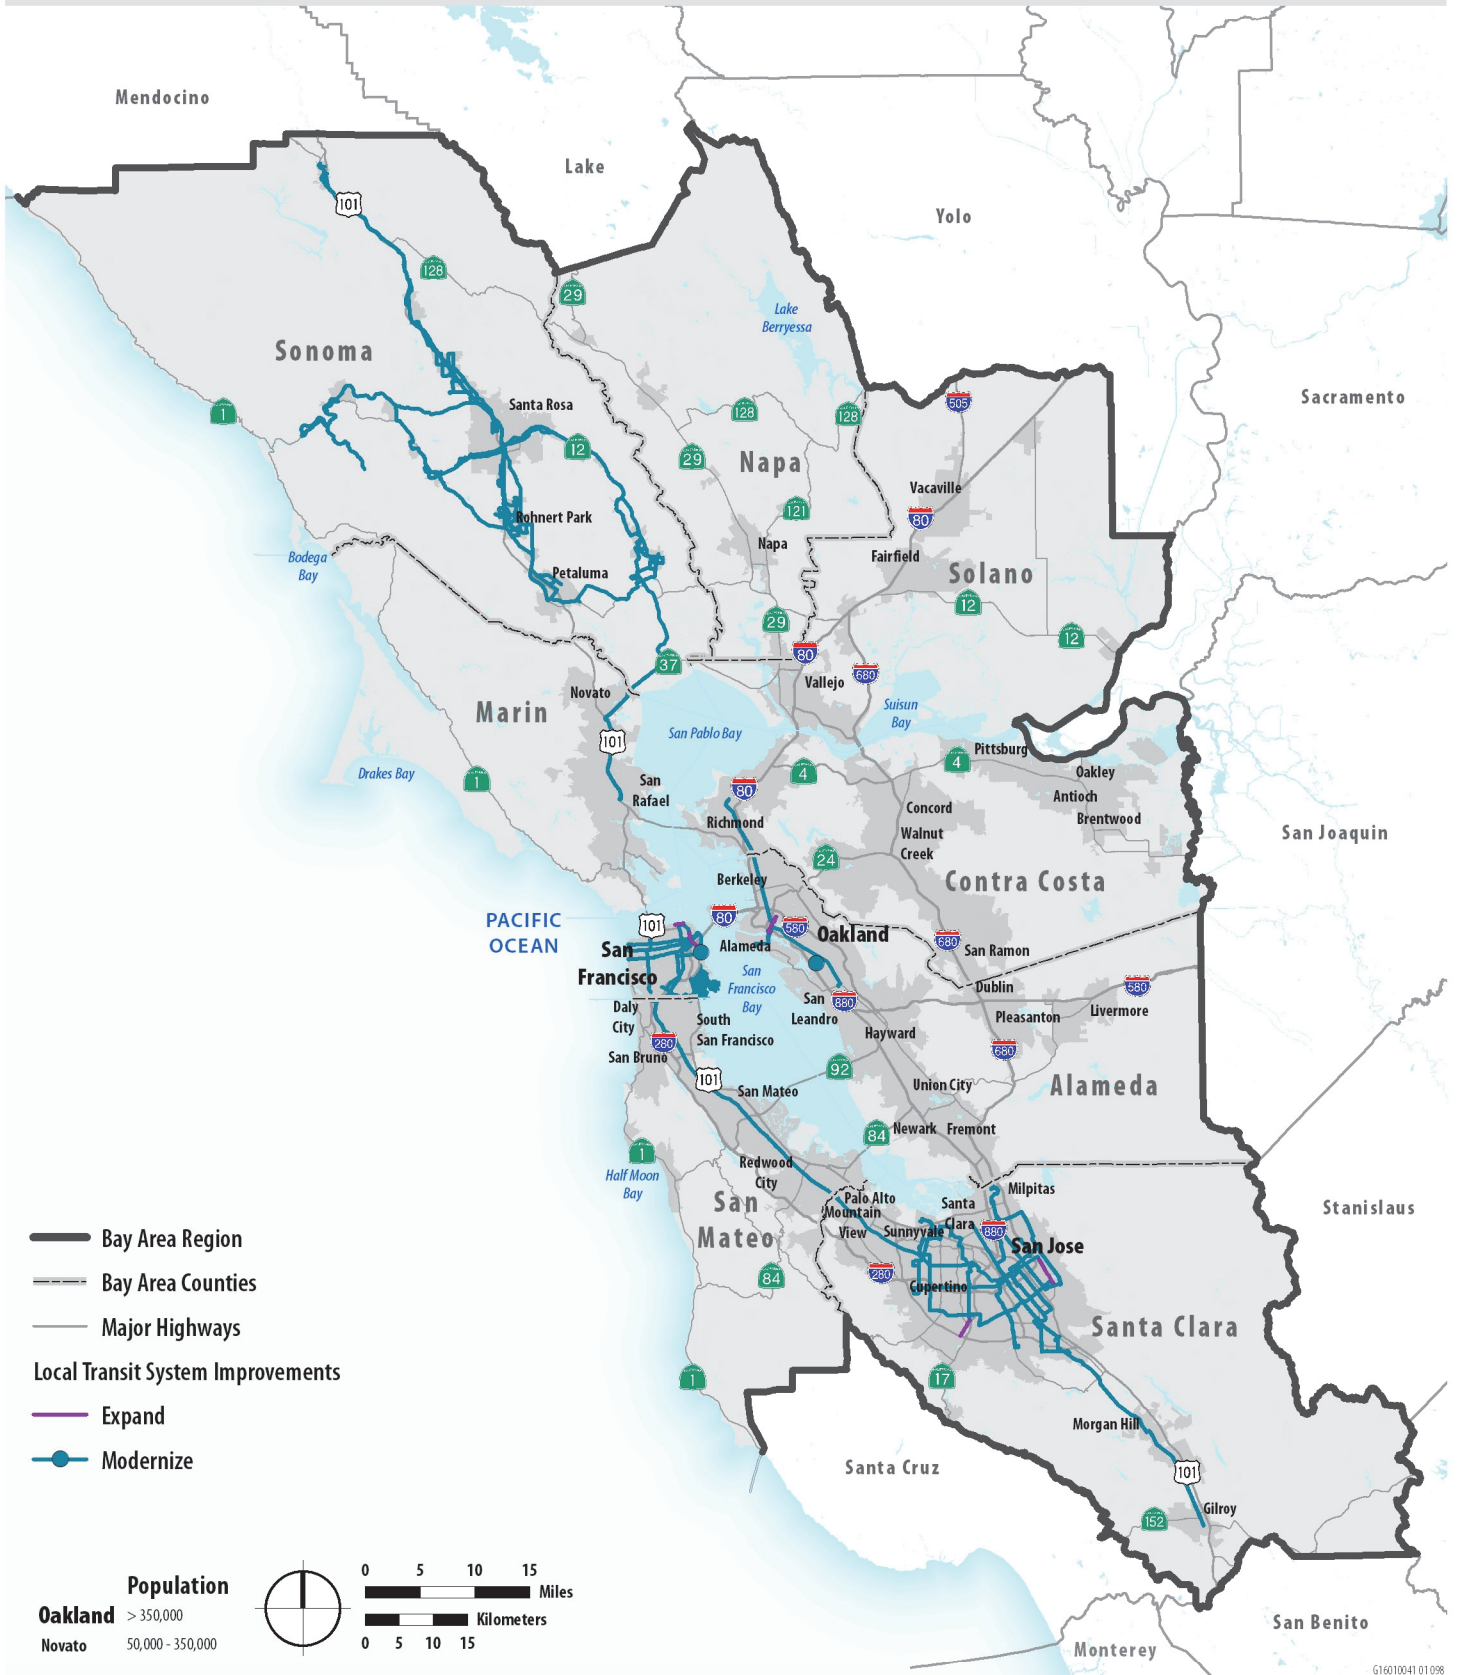 Mendocino
Lake
Yolo
101
128
29
Lake
Berryessa
Sonoma
Sacramento
1
Santa Rosa
128
128
505
12
29
Napa
Vacaville
80
121
Rohnert Park
Napa
Fairfield
Bodega
Bay
Petaluma
Solano
12
29
12
80
37
680
Vallejo
Novato
Marin
Suisun
Bay
San Pablo Bay
101
Pittsburg
4
4
Oakley
Drakes Bay
1
San
Rafael
80
Antioch
Concord
Brentwood
Richmond
Walnut
Creek
San Joaquin
24
Berkeley
Contra Costa
PACIFIC
OCEAN
101
80
580
Oakland
680
San Ramon
Alameda
San
Francisco
San
Francisco
Bay
Dublin
580
San
Leandro
880
Daly
City
South
San Francisco
Pleasanton
Livermore
Hayward
280
San Bruno
680
92
101
San Mateo
Union City
Alameda
84
Newark
Fremont
1
Half Moon
Bay
Redwood
City
Milpitas
San
Mateo
Palo Alto
Mountain
View
Santa
Clara
Sunnyvale
880
Stanislaus
San Jose
84
280
Cupertino
Santa Clara
1
17
Morgan Hill
Santa Cruz
101
Gilroy
152
Bay Area Region
Bay Area Counties
Major Highways
Local Transit System Improvements
Expand
Modernize
Population
Oakland > 350,000
Novato 50,000 - 350,000
0 5 10 15
Miles
Kilometers
0 5 10 15
San Benito
Monterey
G16010041 01 098